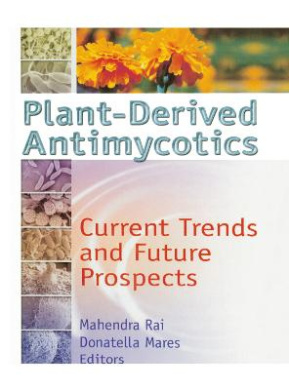 Plant-Derived
Antimycotics
Current Trends
and Future
Prospects
Mahendra Rai
Donatella Mares
Editors